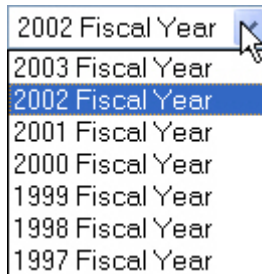 2002 Fiscal Year
2003 Fiscal Year
2002 Fiscal Year
2001 Fiscal Year
2000 Fiscal Year
1999 Fiscal Year
1998 Fiscal Year
1997 Fiscal Year